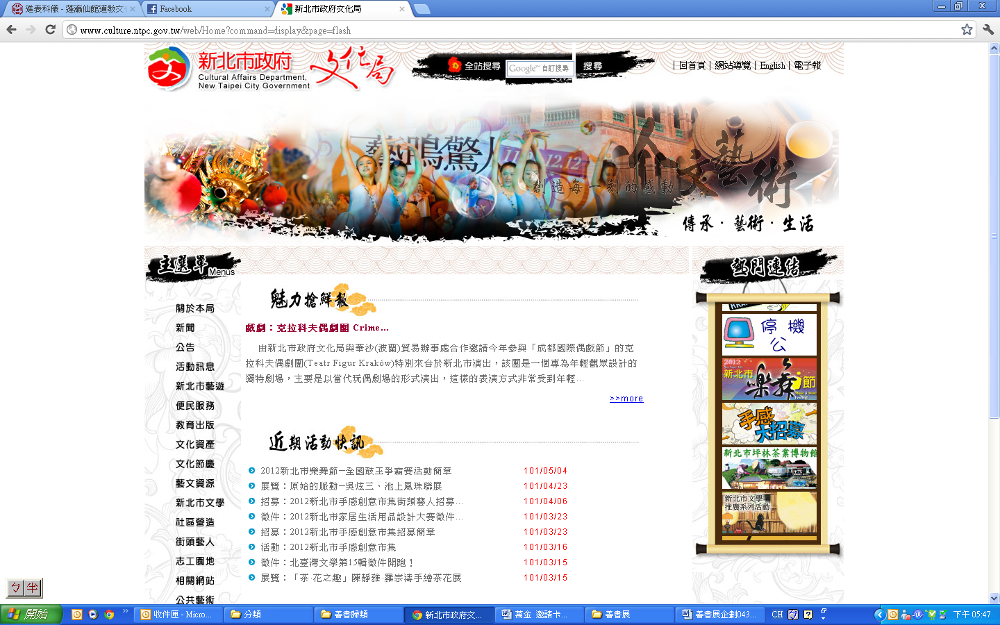 進表科儀 - 蓬瀛仙館道教文化
Facebook
新北市政府文化局
www.culture.ntpc.gov.tw/web/Home?command=display&page=flash
新北市政府
文化局
Cultural Affairs Department,
New Taipei City Government
全站搜尋
Google™ 自訂搜尋
搜尋
| 回首頁 | 網站導覽 | English | 電子報
藝鳴驚人
11 12.12
創造每一刻的感動
人文藝術
傳承·藝術·生活
主選單 Menus
熱門連結
關於本局
新聞
公告
活動訊息
新北市藝遊
便民服務
教育出版
文化資產
文化節慶
藝文資源
新北市文學
社區營造
街頭藝人
志工園地
相關網站
公共藝術
魅力搶鮮報
戲劇：克拉科夫偶劇團 Crime...
由新北市政府文化局與華沙(波蘭)貿易辦事處合作邀請今年參與「成都國際偶戲節」的克
拉科夫偶劇團(Teatr Figur Kraków)特別來台於新北市演出，該團是一個專為年輕觀眾設計的
獨特劇場，主要是以當代玩偶劇場的形式演出，這樣的表演方式非常受到年輕...
>>more
近期活動快訊
2012新北市樂舞節─全國鼓王爭霸賽活動簡章 101/05/04
展覽：原始的脈動─吳炫三、池上鳳珠聯展 101/04/23
招募：2012新北市手感創意市集街頭藝人招募... 101/04/06
徵件：2012新北市家居生活用品設計大賽徵件... 101/03/23
招募：2012新北市手感創意市集招募簡章 101/03/23
活動：2012新北市手感創意市集 101/03/16
徵件：北臺灣文學第15輯徵件開跑！ 101/03/15
展覽：「茶‧花之趣」陳靜雅‧羅宗濤手繪茶花展 101/03/15
停機
公
2012
新北市
樂舞節
Music & Dance
Festival
手感
大招募
新北市坪林茶業博物館
新北市文學
推廣系列活動
ㄅ半
開始
收件匣 - Micro...
分類
善書歸類
新北市政府文...
萬金 邀請卡...
善書展
善書展企劃043...
CH
下午 05:47